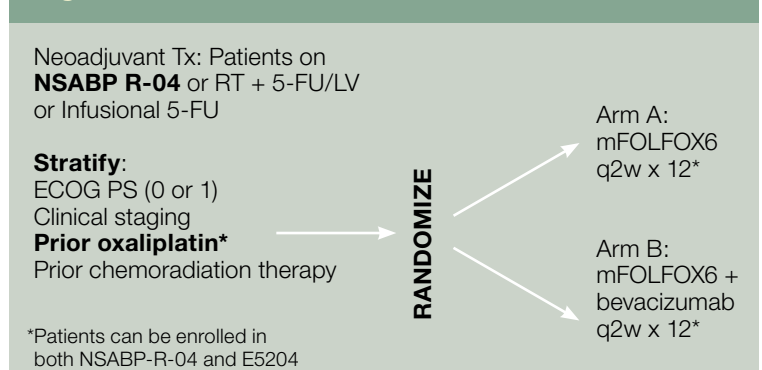 Neoadjuvant Tx: Patients on
NSABP R-04 or RT + 5-FU/LV
or Infusional 5-FU
Stratify:
ECOG PS (0 or 1)
Clinical staging
Prior oxaliplatin*
Prior chemoradiation therapy
*Patients can be enrolled in
both NSABP-R-04 and E5204
RANDOMIZE
Arm A:
mFOLFOX6
q2w x 12*
Arm B:
mFOLFOX6 +
bevacizumab
q2w x 12*